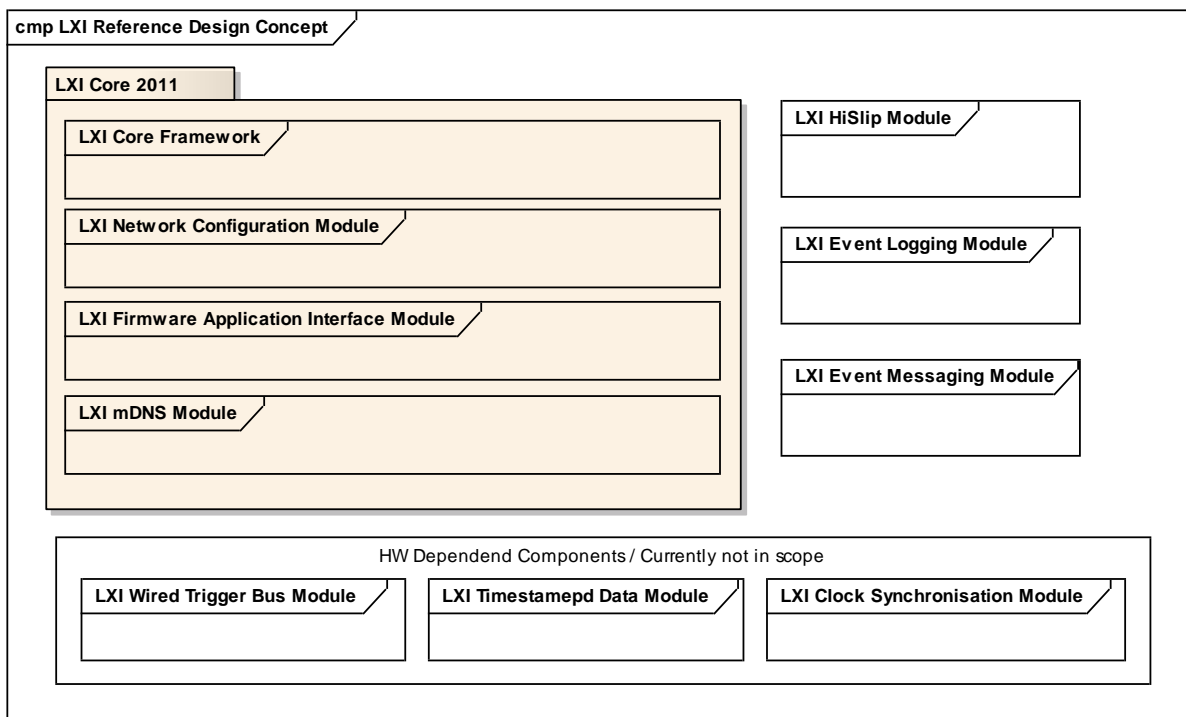 cmp LXI Reference Design Concept
LXI Core 2011
LXI Core Framework
LXI Network Configuration Module
LXI Firmware Application Interface Module
LXI mDNS Module
LXI HiSlip Module
LXI Event Logging Module
LXI Event Messaging Module
HW Dependend Components / Currently not in scope
LXI Wired Trigger Bus Module
LXI Timestamepd Data Module
LXI Clock Synchronisation Module